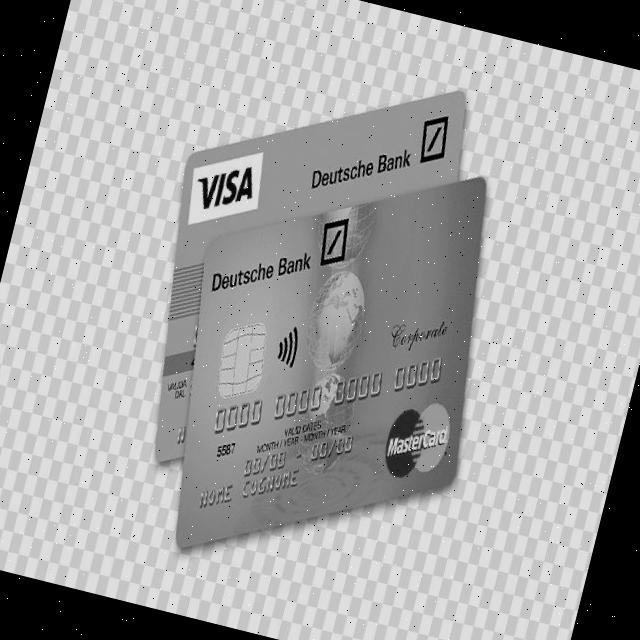 VISA
Deutsche Bank
Deutsche Bank
Corporate
0000 0000 0000 0000
5587
VALID DATES
MONTH / YEAR - MONTH / YEAR
00/00 - 00/00
NOME COGNOME
MasterCard